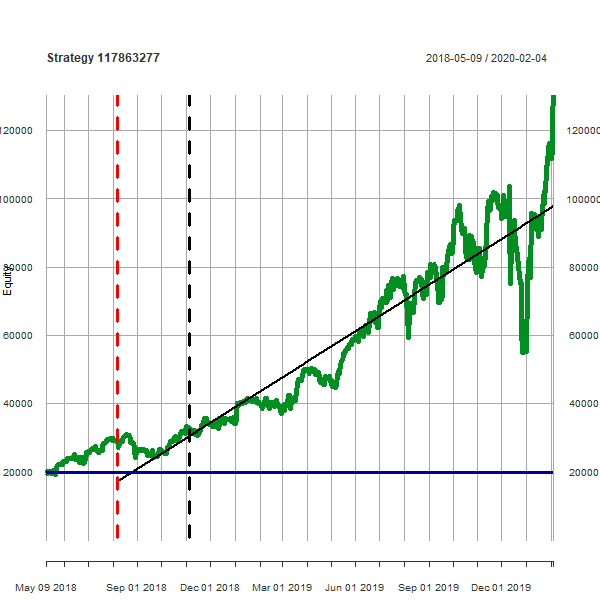 Strategy 117863277
2018-05-09 / 2020-02-04
120000
100000
80000
60000
40000
20000
Equity
120000
100000
80000
60000
40000
20000
May 09 2018
Sep 01 2018
Dec 01 2018
Mar 01 2019
Jun 01 2019
Sep 01 2019
Dec 01 2019